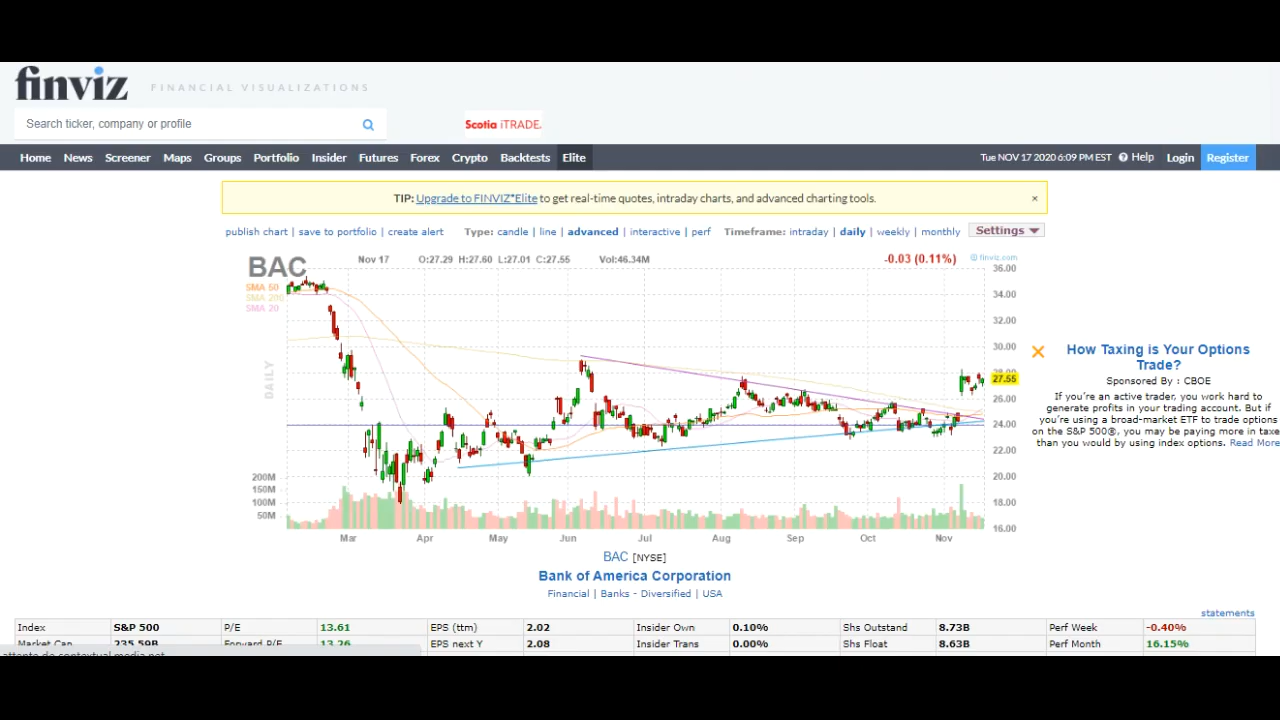 finviz FINANCIAL VISUALIZATIONS
Search ticker, company or profile
Scotia iTRADE.
Home News Screener Maps Groups Portfolio Insider Futures Forex Crypto Backtests Elite Tue NOV 17 2020 6:09 PM EST Help Login Register
TIP: Upgrade to FINVIZ*Elite to get real-time quotes, intraday charts, and advanced charting tools. ×
publish chart | save to portfolio | create alert Type: candle | line | advanced | interactive | perf Timeframe: intraday | daily | weekly | monthly Settings
BAC Nov 17 O:27.29 H:27.60 L:27.01 C:27.55 Vol:46.34M -0.03 (0.11%) © finviz.com
SMA 50
SMA 200
SMA 20
DAILY
36.00
34.00
32.00
30.00
28.00
27.55
26.00
24.00
22.00
20.00
18.00
16.00
200M
150M
100M
50M
Mar Apr May Jun Jul Aug Sep Oct Nov
How Taxing is Your Options
Trade?
Sponsored By : CBOE
If you're an active trader, you work hard to
generate profits in your trading account. But if
you're using a broad-market ETF to trade options
on the S&P 500®, you may be paying more in taxe
than you would by using index options. Read More
BAC [NYSE]
Bank of America Corporation
Financial | Banks - Diversified | USA
statements
Index S&P 500 P/E 13.61 EPS (ttm) 2.02 Insider Own 0.10% Shs Outstand 8.73B Perf Week -0.40%
Market Cap 235.59B Forward P/E 13.26 EPS next Y 2.08 Insider Trans 0.00% Shs Float 8.63B Perf Month 16.15%